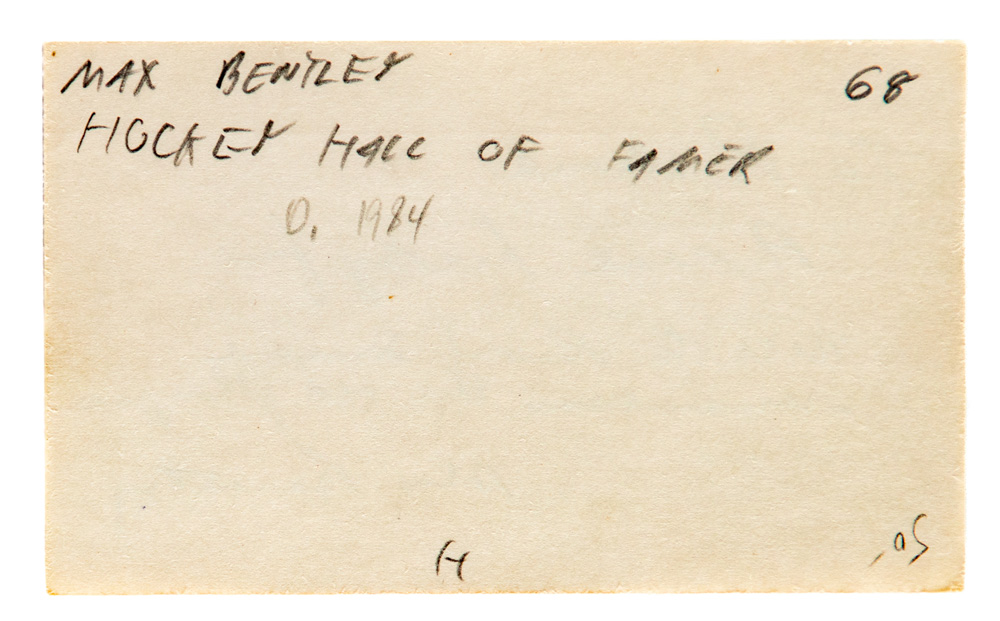 MAX BENTLEY 68
HOCKEY HALL OF FAMER
D. 1984
H
.05